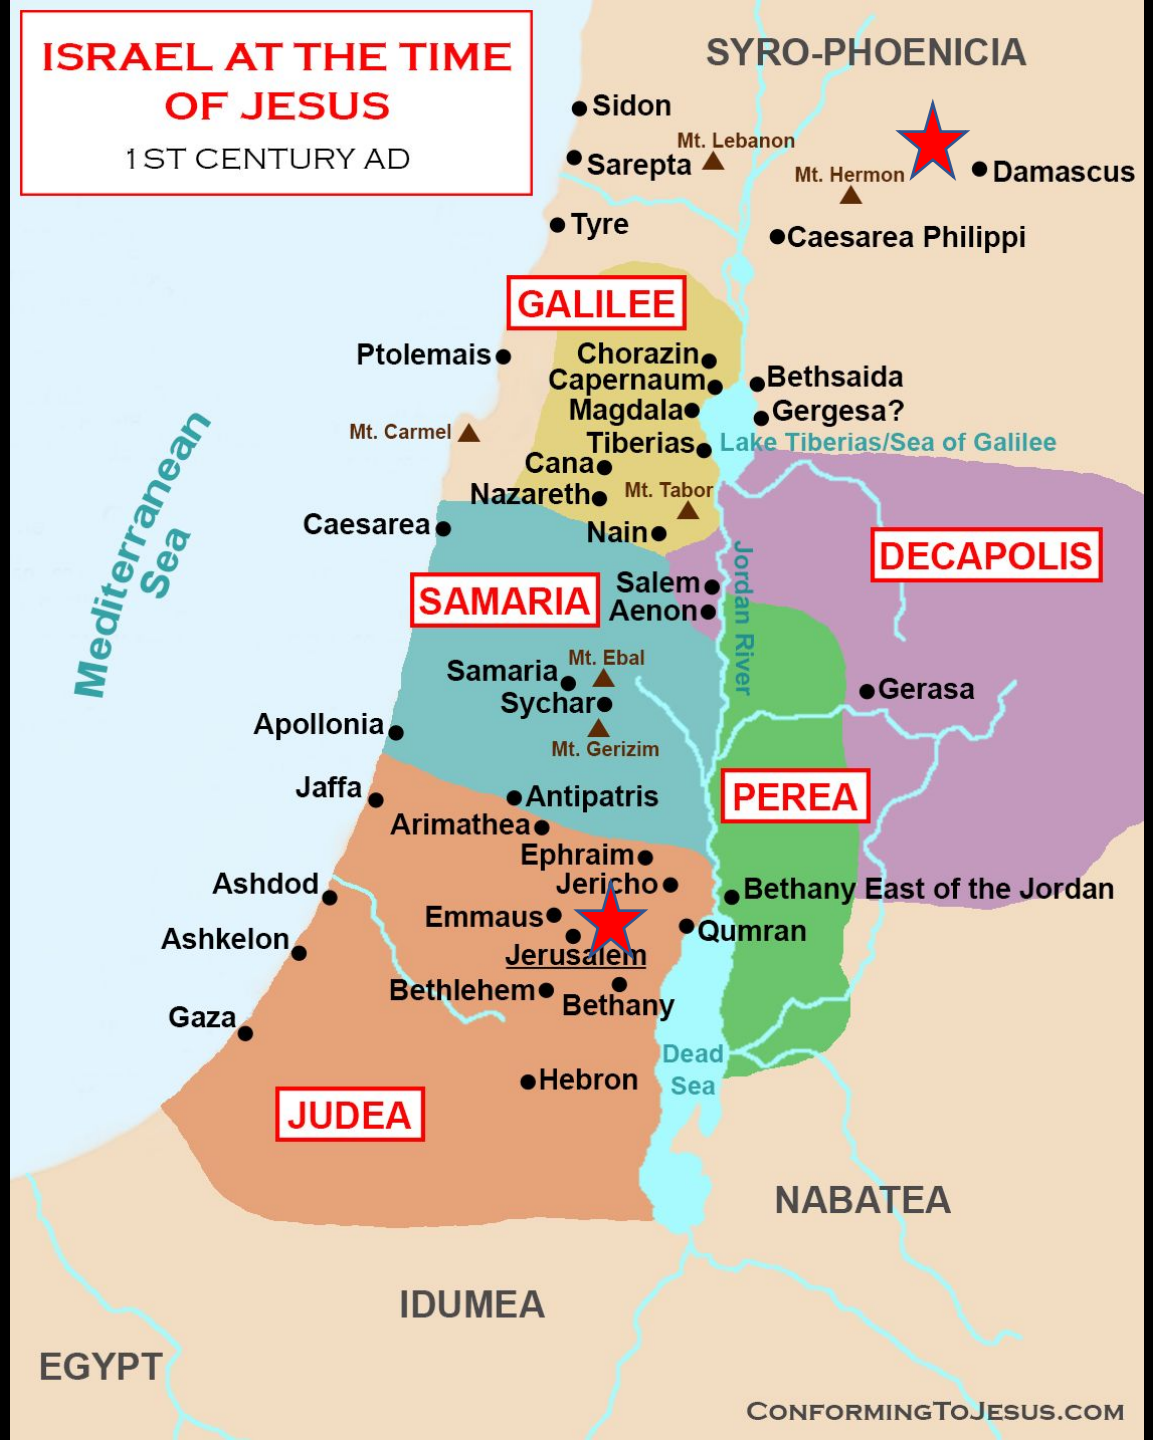 ISRAEL AT THE TIME
OF JESUS
1ST CENTURY AD
SYRO-PHOENICIA
Sidon
Mt. Lebanon
Sarepta
Mt. Hermon
Damascus
Tyre
Caesarea Philippi
GALILEE
Ptolemais
Chorazin
Capernaum
Bethsaida
Magdala
Gergesa?
Mt. Carmel
Tiberias
Lake Tiberias/Sea of Galilee
Cana
Nazareth
Mt. Tabor
Mediterranean
Sea
Caesarea
Nain
DECAPOLIS
Jordan River
SAMARIA
Salem
Aenon
Samaria
Mt. Ebal
Sychar
Gerasa
Apollonia
Mt. Gerizim
Jaffa
Antipatris
PEREA
Arimathea
Ephraim
Ashdod
Jericho
Bethany East of the Jordan
Emmaus
Qumran
Ashkelon
Jerusalem
Bethlehem
Bethany
Gaza
Dead
Sea
Hebron
JUDEA
NABATEA
IDUMEA
EGYPT
CONFORMINGTOJESUS.COM